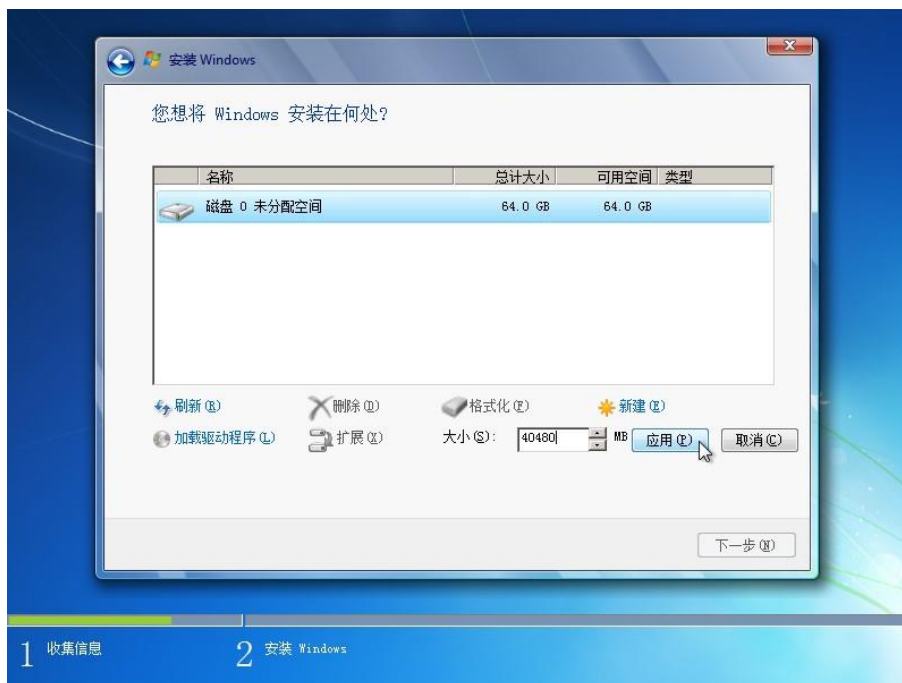 安装 Windows
您想将 Windows 安装在何处?
名称 总计大小 可用空间 类型
磁盘 0 未分配空间 64.0 GB 64.0 GB
刷新(R) 删除(D) 格式化(F) 新建(E)
加载驱动程序(L) 扩展(X) 大小(S): 40480 MB 应用(P) 取消(C)
下一步(N)
1 收集信息 2 安装 Windows